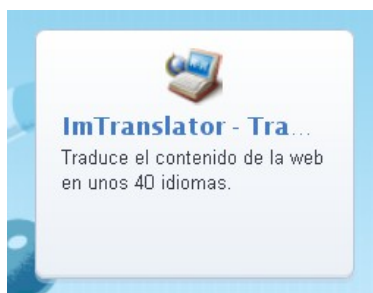 ImTranslator - Tra...
Traduce el contenido de la web
en unos 40 idiomas.